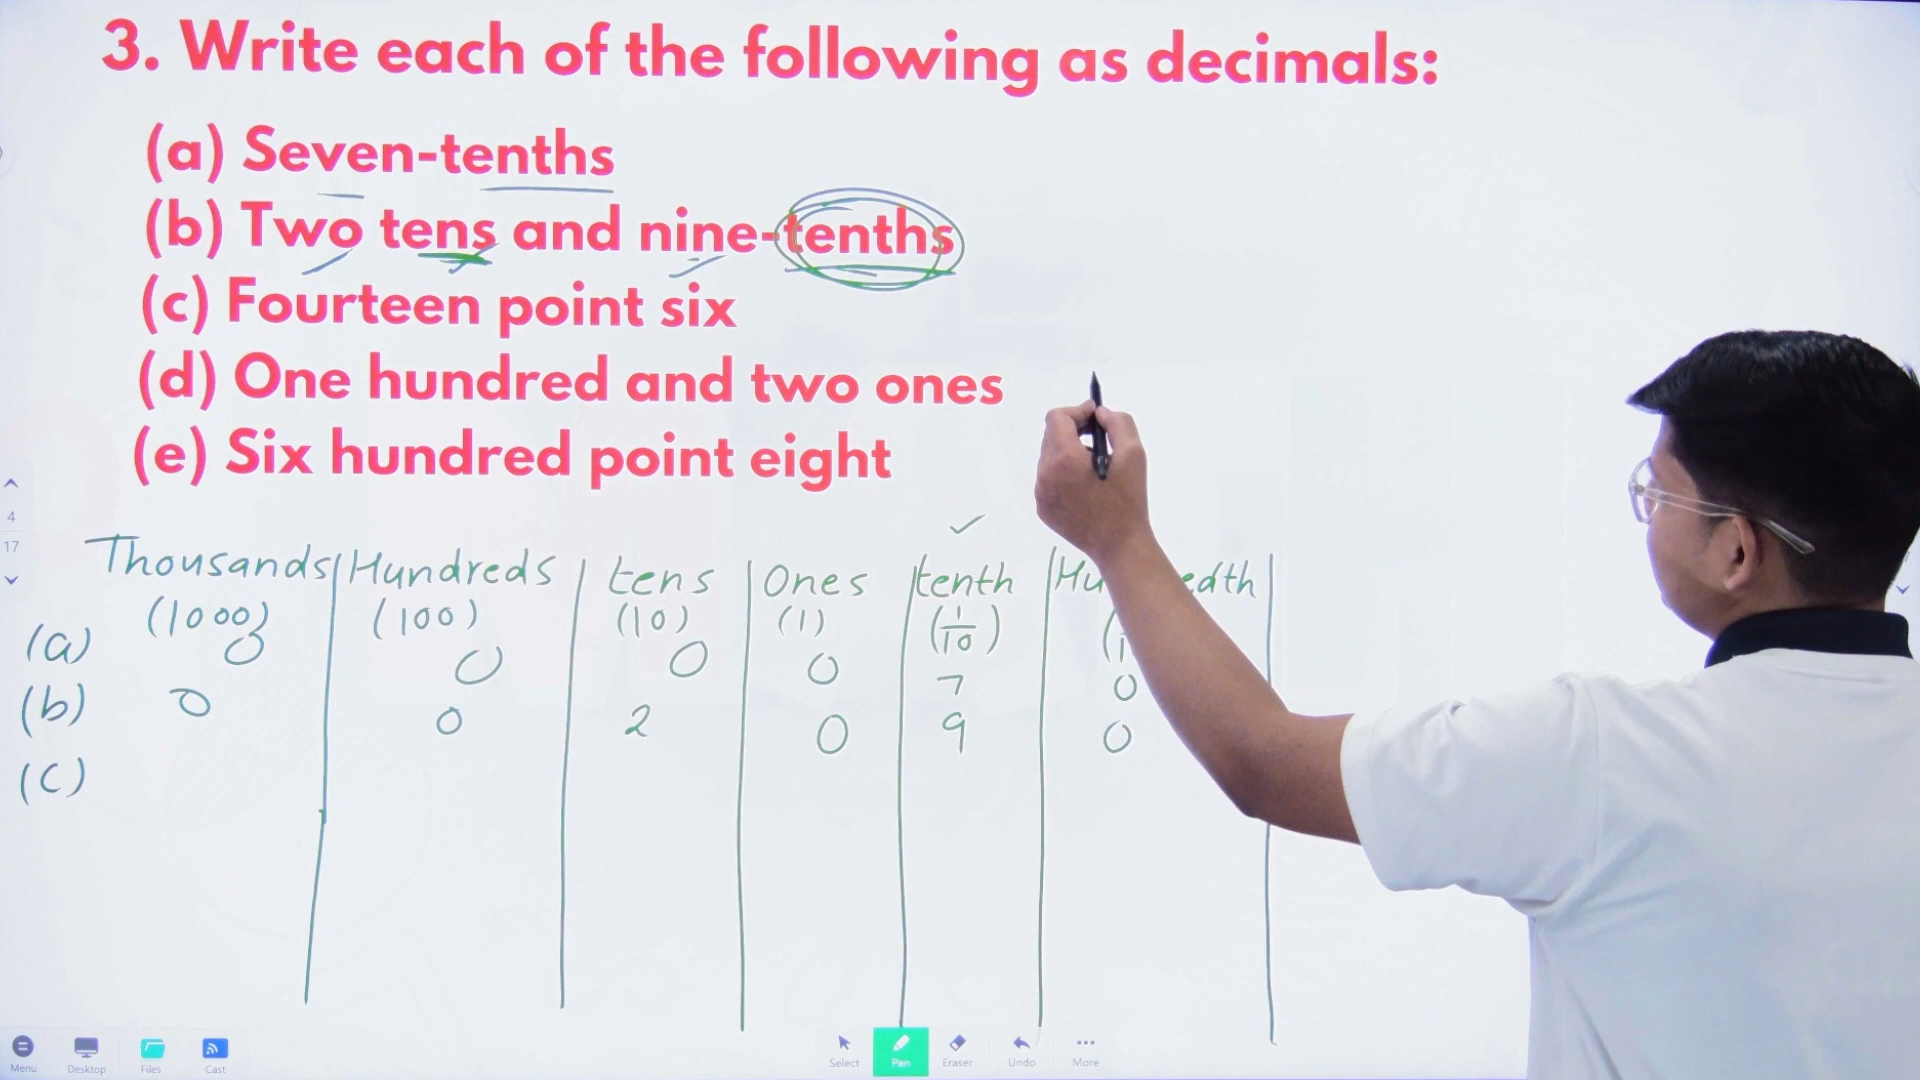 3. Write each of the following as decimals:
(a) Seven-tenths
(b) Two tens and nine-tenths
(c) Fourteen point six
(d) One hundred and two ones
(e) Six hundred point eight
4
17
Thousands Hundreds tens Ones tenth
(1000) (100) (10) (1) (1/10)
(a) 0 0 0 0 7 0
(b) 0 0 2 0 9 0
(C)
Menu Desktop Files Cast Select Pen Eraser Undo More